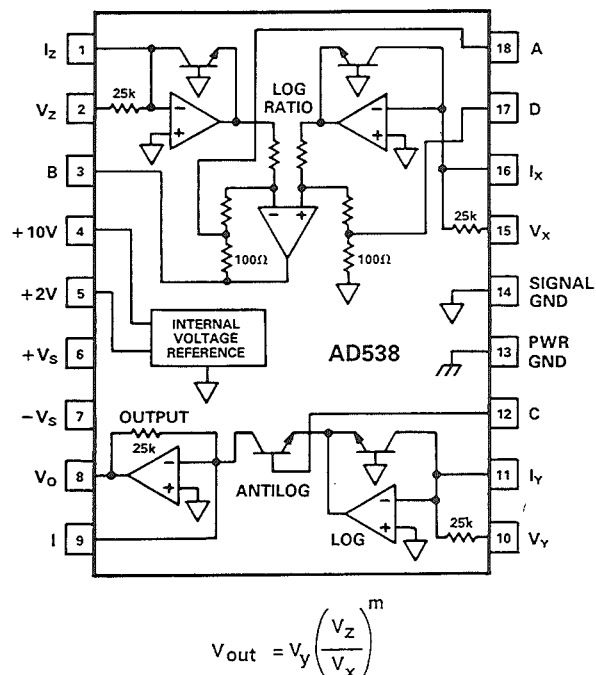 I_Z 1
V_Z 2
B 3
+10V 4
+2V 5
+V_S 6
-V_S 7
V_O 8
I 9
25k
LOG
RATIO
100Ω
100Ω
INTERNAL
VOLTAGE
REFERENCE
AD538
OUTPUT
25k
ANTILOG
LOG
18 A
17 D
16 I_X
25k
15 V_X
14 SIGNAL
GND
13 PWR
GND
12 C
11 I_Y
25k
10 V_Y
V_out = V_y (V_z / V_x)^m